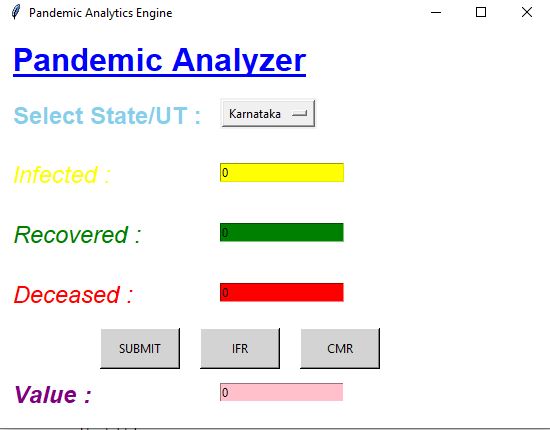 Pandemic Analytics Engine
Pandemic Analyzer
Select State/UT : Karnataka
Infected : 0
Recovered : 0
Deceased : 0
SUBMIT IFR CMR
Value : 0